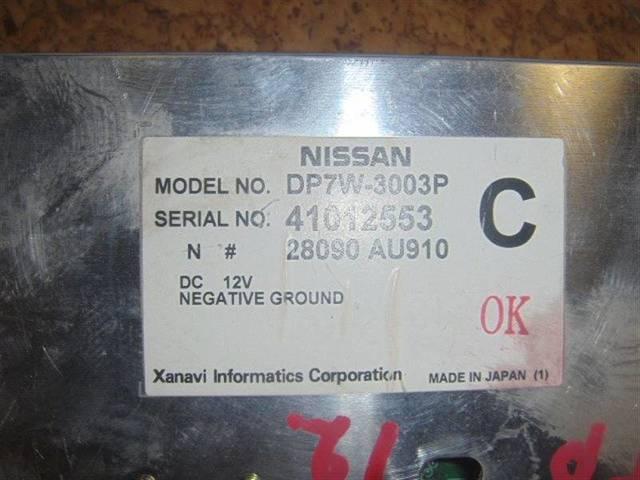 NISSAN
MODEL NO. DP7W-3003P
SERIAL NO. 41012553
C
N # 28090 AU910
DC 12V
NEGATIVE GROUND
OK
Xanavi Informatics Corporation MADE IN JAPAN (1)
12